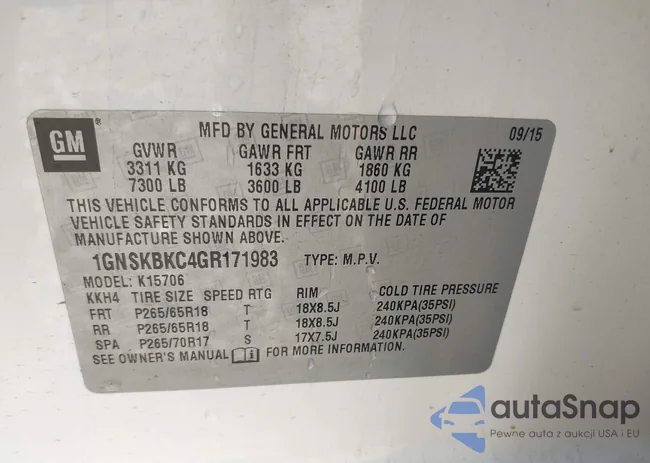 GM
MFD BY GENERAL MOTORS LLC 09/15
GVWR GAWR FRT GAWR RR
3311 KG 1633 KG 1860 KG
7300 LB 3600 LB 4100 LB
THIS VEHICLE CONFORMS TO ALL APPLICABLE U.S. FEDERAL MOTOR
VEHICLE SAFETY STANDARDS IN EFFECT ON THE DATE OF
MANUFACTURE SHOWN ABOVE.
1GNSKBKC4GR171983 TYPE: M.P.V.
MODEL: K15706
KKH4 TIRE SIZE SPEED RTG RIM COLD TIRE PRESSURE
FRT P265/65R18 T 18X8.5J 240KPA(35PSI)
RR P265/65R18 T 18X8.5J 240KPA(35PSI)
SPA P265/70R17 S 17X7.5J 240KPA(35PSI)
SEE OWNER'S MANUAL FOR MORE INFORMATION.
autaSnap
Pewne auta z aukcji USA i EU